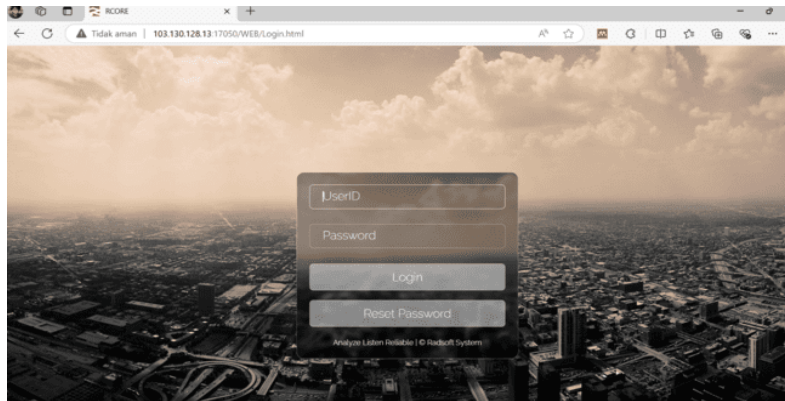 RCORE
Tidak aman | 103.130.128.13:17050/WEB/Login.html
UserID
Password
Login
Reset Password
Analyze Listen Reliable | © Radsoft System